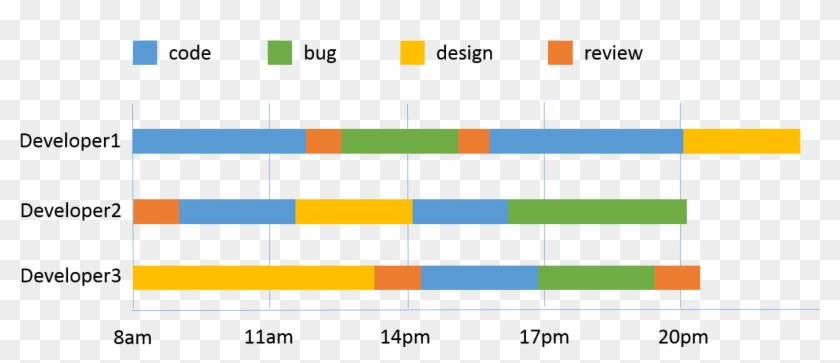 code bug design review
Developer1
Developer2
Developer3
8am 11am 14pm 17pm 20pm